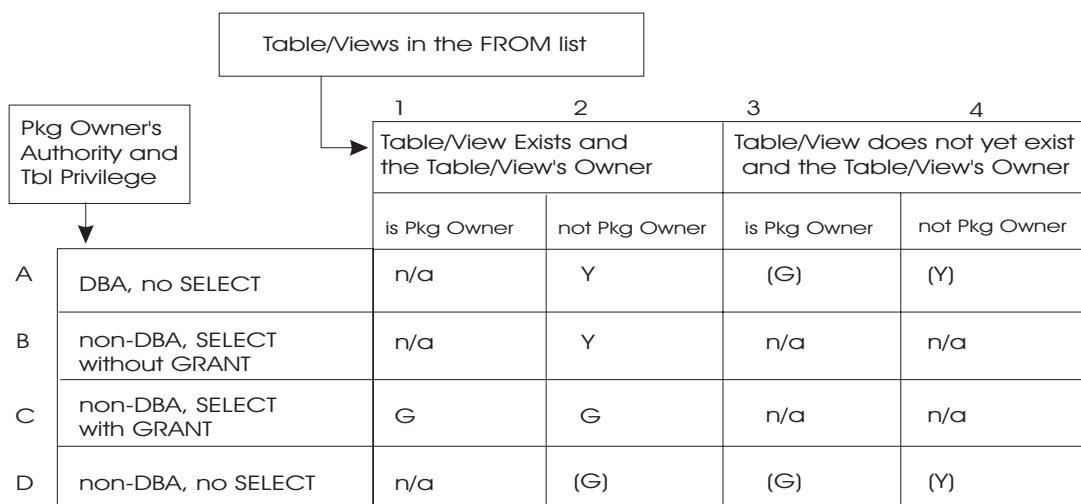 Table/Views in the FROM list
Pkg Owner's
Authority and
Tbl Privilege
1 2 3 4
Table/View Exists and
the Table/View's Owner
Table/View does not yet exist
and the Table/View's Owner
is Pkg Owner not Pkg Owner is Pkg Owner not Pkg Owner
A DBA, no SELECT n/a Y (G) (Y)
B non-DBA, SELECT
without GRANT n/a Y n/a n/a
C non-DBA, SELECT
with GRANT G G n/a n/a
D non-DBA, no SELECT n/a (G) (G) (Y)